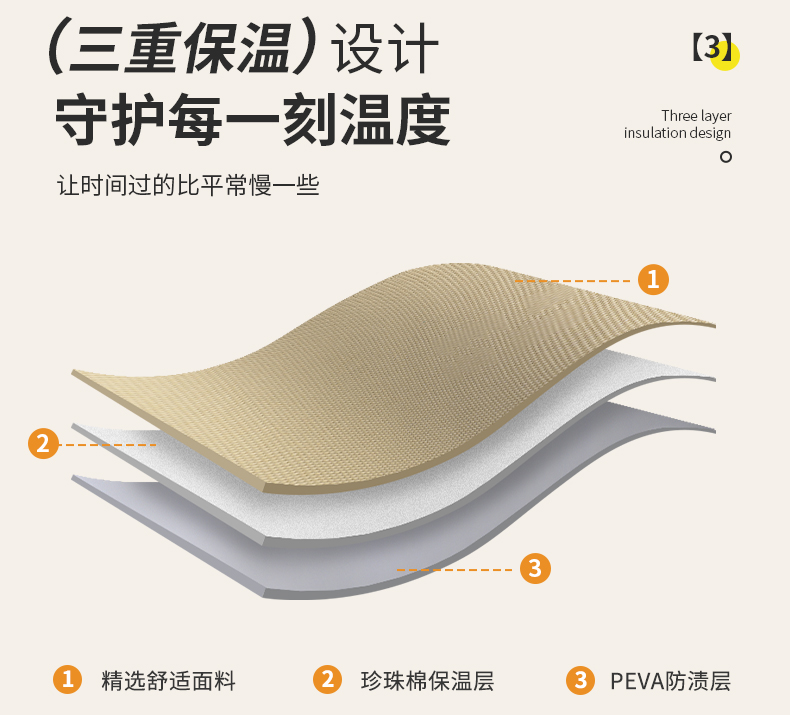 （三重保温）设计
【3】
守护每一刻温度
Three layer
insulation design
让时间过的比平常慢一些
1
2
3
1 精选舒适面料
2 珍珠棉保温层
3 PEVA防渍层